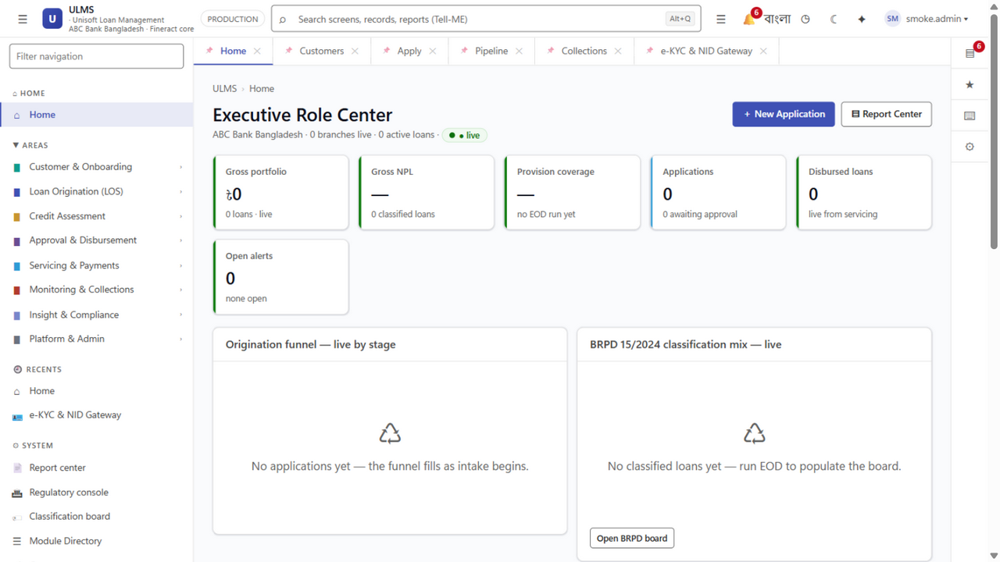 ULMS
· Unisoft Loan Management
ABC Bank Bangladesh · Fineract core
PRODUCTION
Search screens, records, reports (Tell-ME)
Alt+Q
6
বাংলা
SM
smoke.admin
Filter navigation
HOME
Home
AREAS
Customer & Onboarding
Loan Origination (LOS)
Credit Assessment
Approval & Disbursement
Servicing & Payments
Monitoring & Collections
Insight & Compliance
Platform & Admin
RECENTS
Home
e-KYC & NID Gateway
SYSTEM
Report center
Regulatory console
Classification board
Module Directory
Home
Customers
Apply
Pipeline
Collections
e-KYC & NID Gateway
6
ULMS › Home
Executive Role Center
+ New Application
Report Center
ABC Bank Bangladesh · 0 branches live · 0 active loans · ● live
Gross portfolio
৳0
0 loans · live
Gross NPL
—
0 classified loans
Provision coverage
—
no EOD run yet
Applications
0
0 awaiting approval
Disbursed loans
0
live from servicing
Open alerts
0
none open
Origination funnel — live by stage
No applications yet — the funnel fills as intake begins.
BRPD 15/2024 classification mix — live
No classified loans yet — run EOD to populate the board.
Open BRPD board